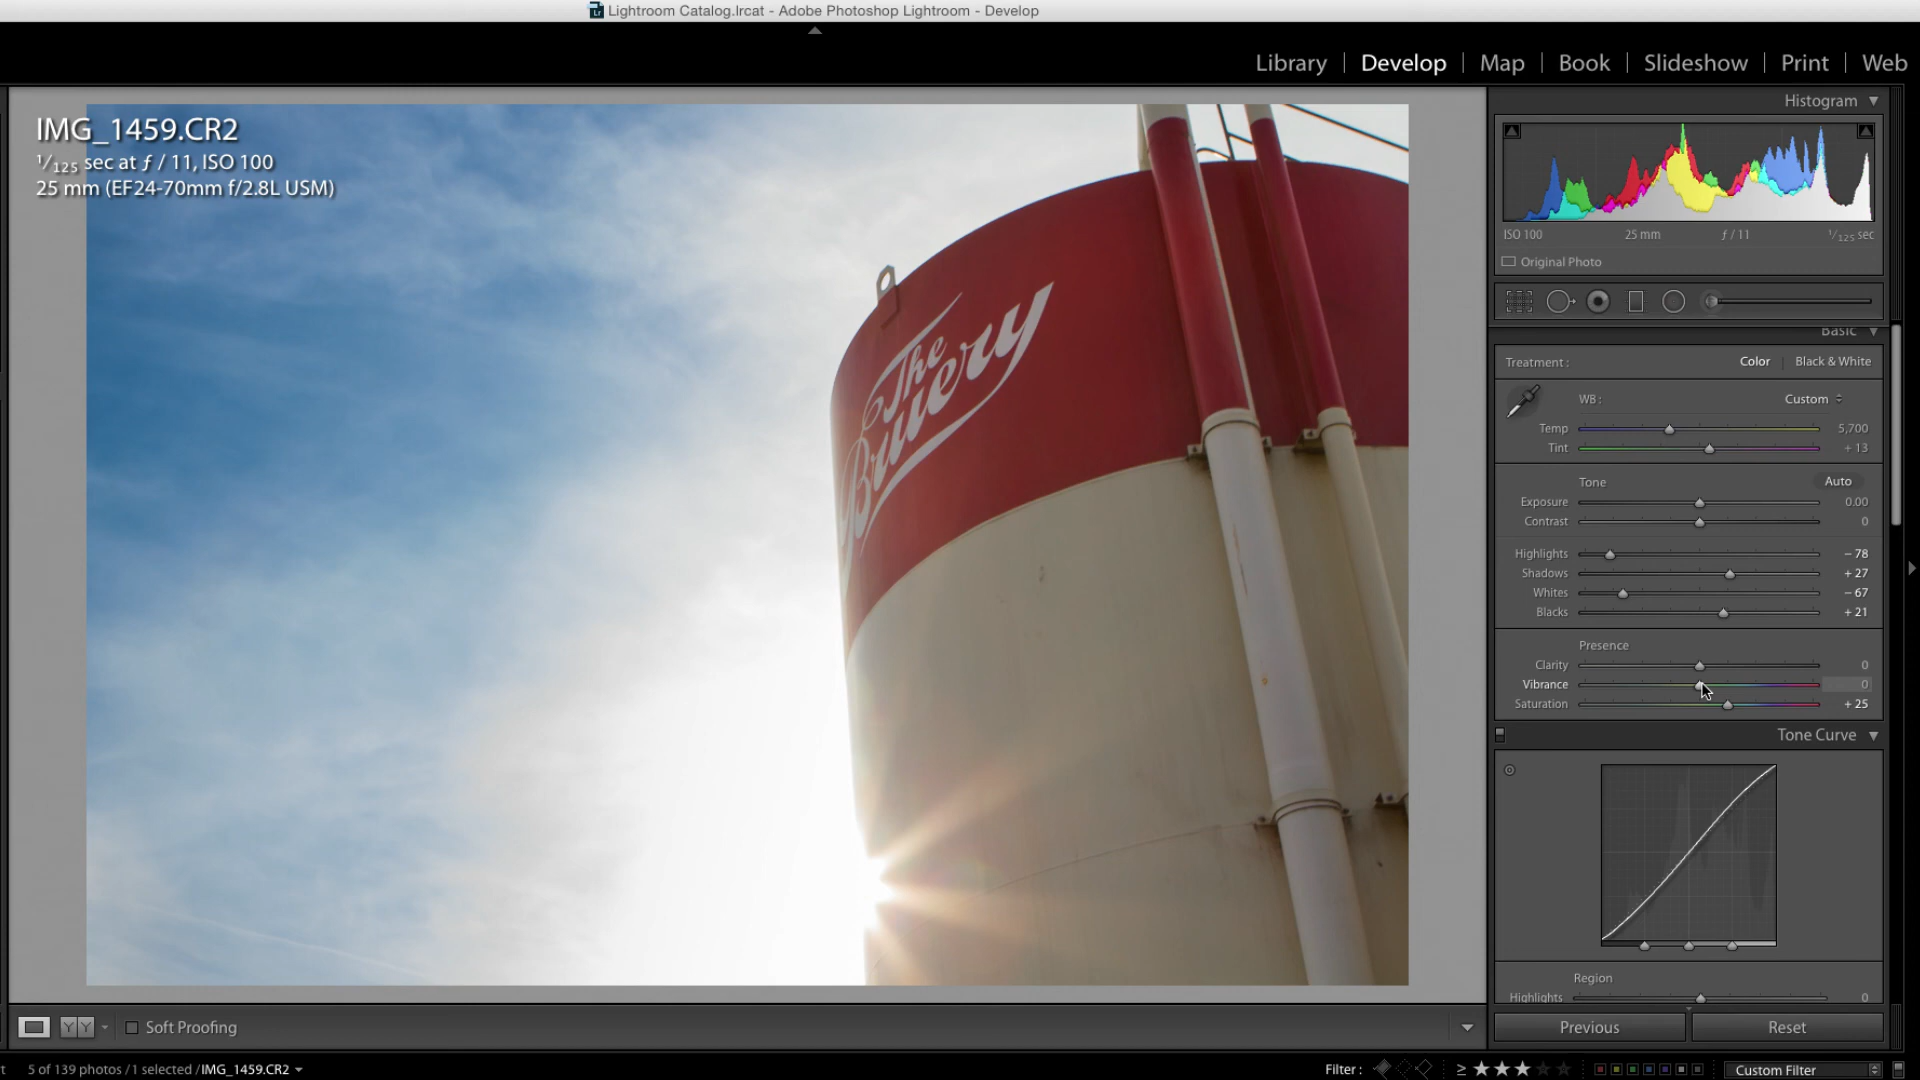 Lightroom Catalog.lrcat - Adobe Photoshop Lightroom - Develop
Library | Develop | Map | Book | Slideshow | Print | Web
IMG_1459.CR2
1/125 sec at ƒ / 11, ISO 100
25 mm (EF24-70mm f/2.8L USM)
The
Bruery
Histogram
ISO 100 25 mm ƒ / 11 1/125 sec
Original Photo
Basic
Treatment : Color Black & White
WB : Custom
Temp 5,700
Tint + 13
Tone Auto
Exposure 0.00
Contrast 0
Highlights – 78
Shadows + 27
Whites – 67
Blacks + 21
Presence
Clarity 0
Vibrance 0
Saturation + 25
Tone Curve
Region
Highlights 0
YY Soft Proofing
Previous Reset
t 5 of 139 photos /1 selected /IMG_1459.CR2
Filter : ≥ ★★★ Custom Filter